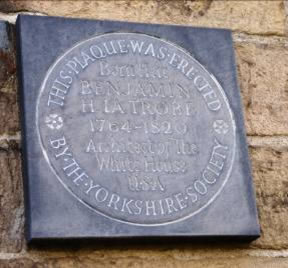 THIS PLAQUE WAS ERECTED
Born Here
BENJAMIN
H. LATROBE
1764-1820
Architect of The
White House
USA
BY THE YORKSHIRE SOCIETY